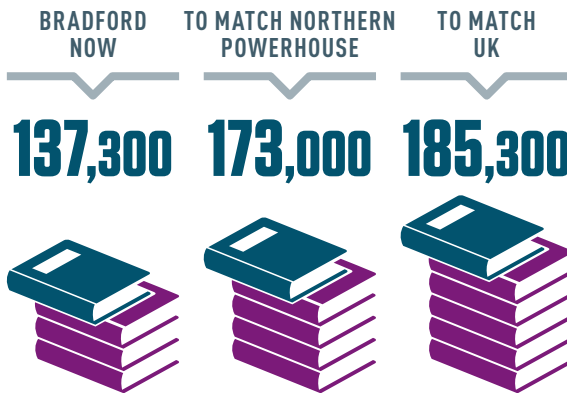 BRADFORD
NOW
137,300
TO MATCH NORTHERN
POWERHOUSE
173,000
TO MATCH
UK
185,300